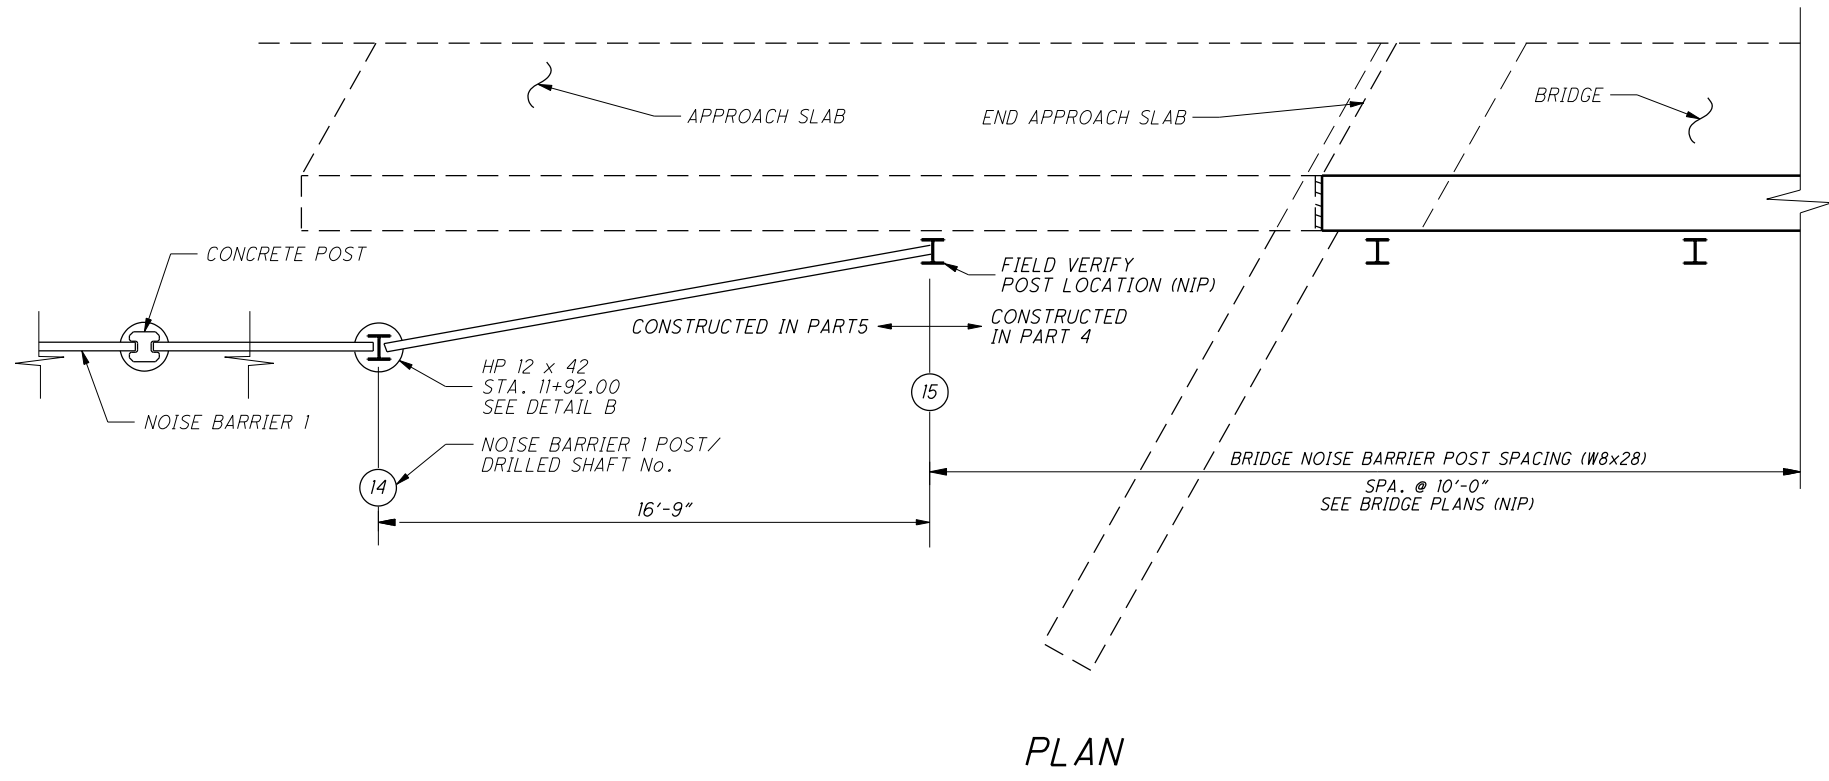 APPROACH SLAB
END APPROACH SLAB
BRIDGE
CONCRETE POST
FIELD VERIFY
POST LOCATION (NIP)
CONSTRUCTED IN PART5
CONSTRUCTED
IN PART 4
HP 12 x 42
STA. 11+92.00
SEE DETAIL B
15
NOISE BARRIER 1
NOISE BARRIER 1 POST/
DRILLED SHAFT No.
14
16'-9"
BRIDGE NOISE BARRIER POST SPACING (W8x28)
SPA. @ 10'-0"
SEE BRIDGE PLANS (NIP)
PLAN